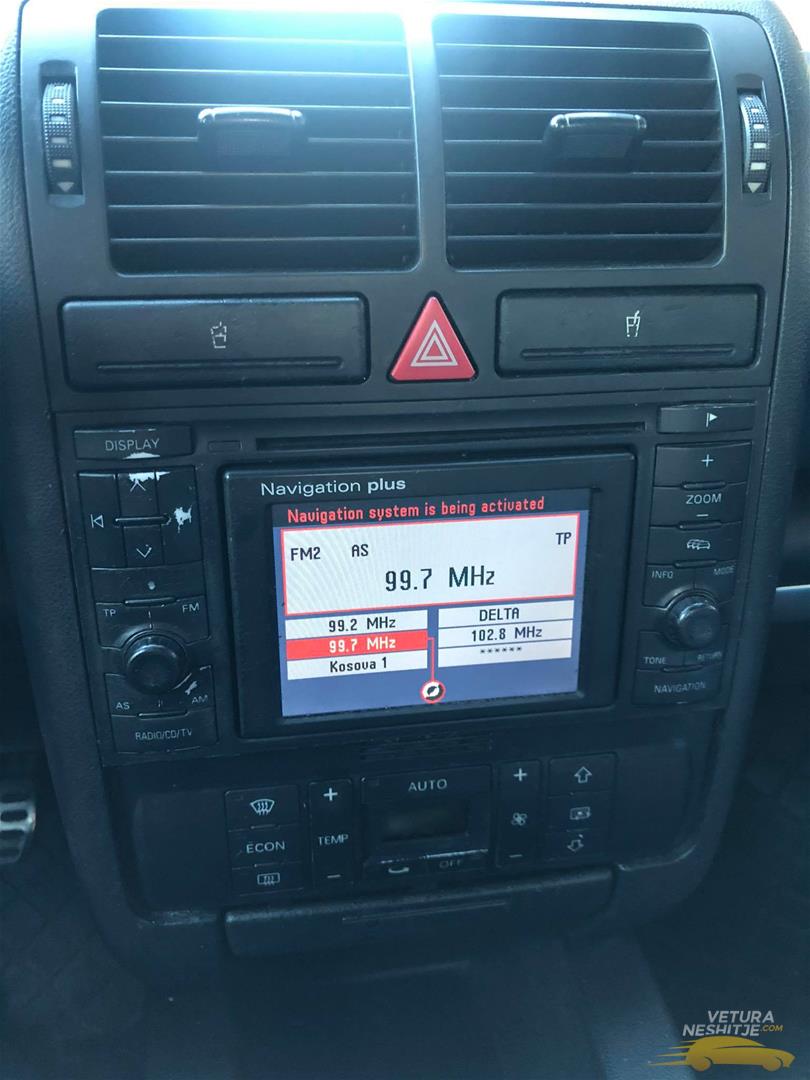 DISPLAY
Navigation plus
Navigation system is being activated
FM2 AS TP
99.7 MHz
99.2 MHz
99.7 MHz
Kosova 1
DELTA
102.8 MHz
******
+
ZOOM
−
INFO MODE
TP FM
AS AM
TONE RETURN
RADIO/CD/TV
NAVIGATION
AUTO
+
TEMP
−
ECON
OFF
+
−
VETURA
NESHITJE.COM